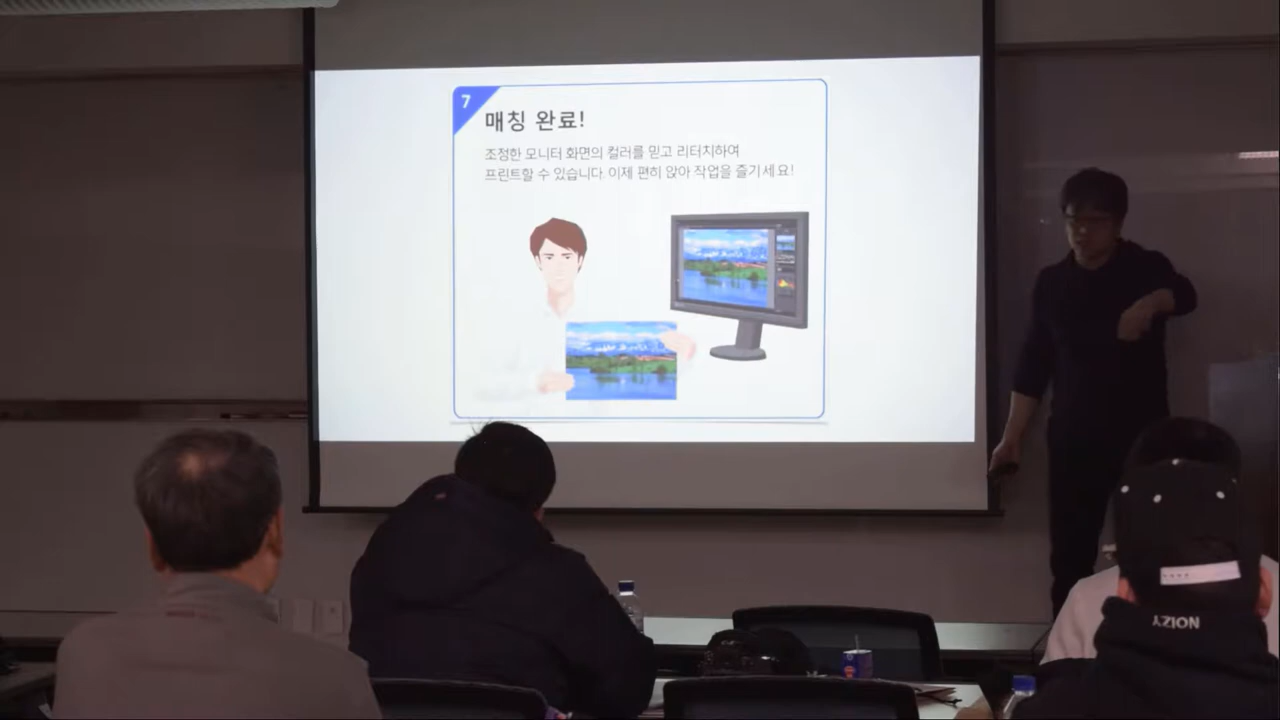 7
매칭 완료!
조정한 모니터 화면의 컬러를 믿고 리터치하여
프린트할 수 있습니다. 이제 편히 앉아 작업을 즐기세요!
NOIZY